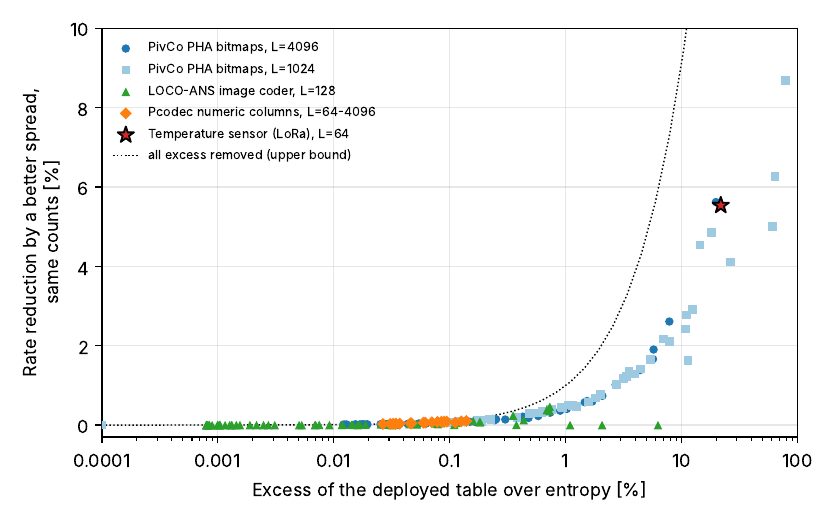 10
8
6
4
2
0
Rate reduction by a better spread,
same counts [%]
PivCo PHA bitmaps, L=4096
PivCo PHA bitmaps, L=1024
LOCO-ANS image coder, L=128
Pcodec numeric columns, L=64-4096
Temperature sensor (LoRa), L=64
all excess removed (upper bound)
0.0001 0.001 0.01 0.1 1 10 100
Excess of the deployed table over entropy [%]